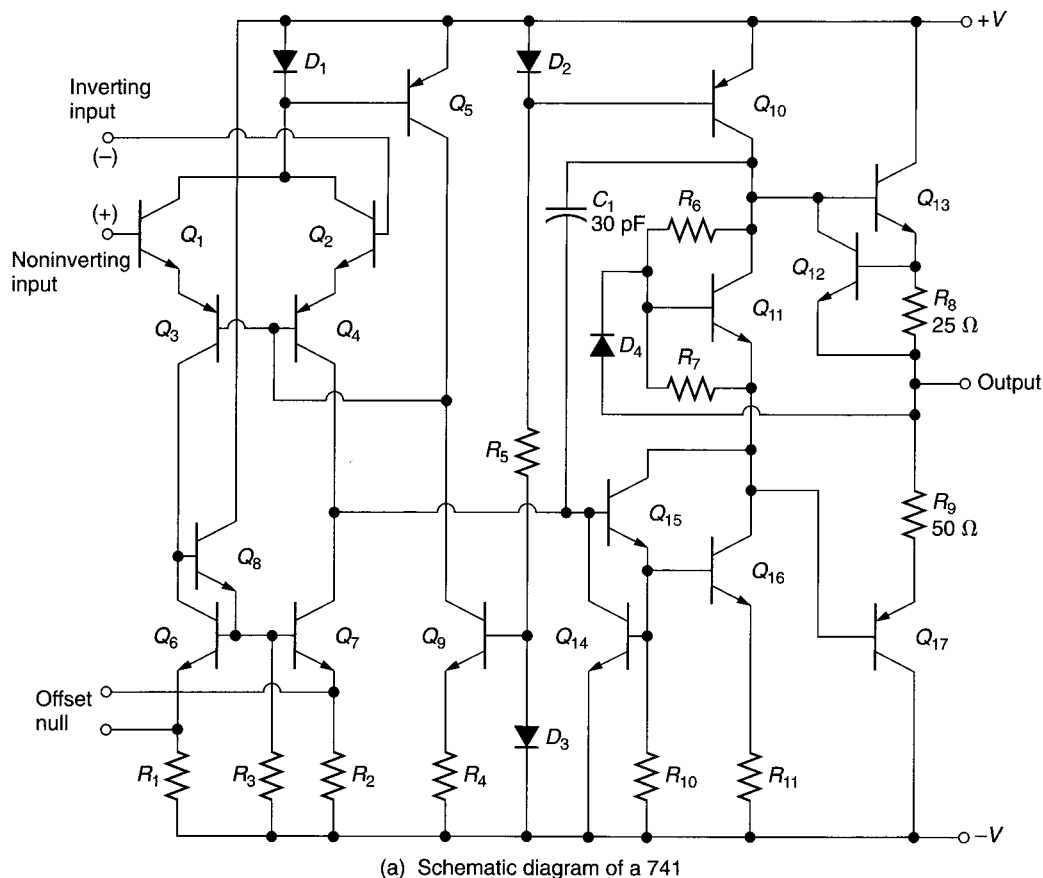 +V
D1
D2
Inverting
input
(–)
Q5
Q10
(+)
Q1
Q2
C1
30 pF
R6
Q13
Noninverting
input
Q12
Q3
Q4
Q11
R8
25 Ω
D4
R7
Output
R5
Q15
R9
50 Ω
Q8
Q16
Q6
Q7
Q9
Q14
Q17
Offset
null
D3
R1
R3
R2
R4
R10
R11
–V
(a) Schematic diagram of a 741